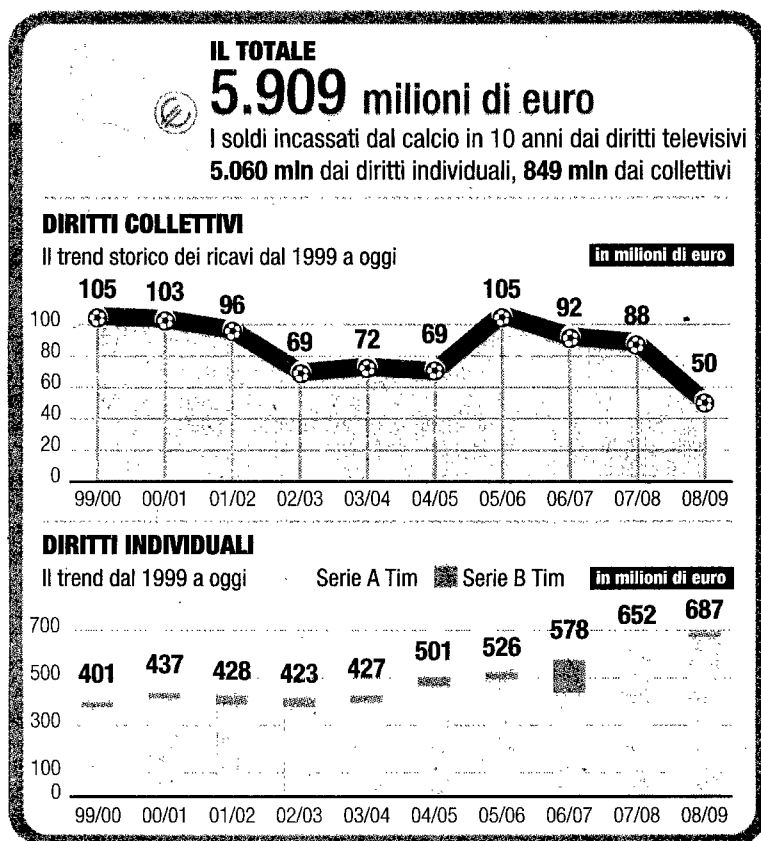 IL TOTALE
5.909 milioni di euro
I soldi incassati dal calcio in 10 anni dai diritti televisivi
5.060 mln dai diritti individuali, 849 mln dai collettivi
DIRITTI COLLETTIVI
Il trend storico dei ricavi dal 1999 a oggi
in milioni di euro
105 103 96 69 72 69 105 92 88 50
100
80
60
40
20
0
99/00 00/01 01/02 02/03 03/04 04/05 05/06 06/07 07/08 08/09
DIRITTI INDIVIDUALI
Il trend dal 1999 a oggi Serie A Tim Serie B Tim in milioni di euro
401 437 428 423 427 501 526 578 652 687
700
500
300
100
0
99/00 00/01 01/02 02/03 03/04 04/05 05/06 06/07 07/08 08/09